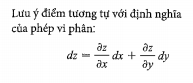 Lưu ý điểm tương tự với định nghĩa
của phép vi phân:
dz = ∂z/∂x dx + ∂z/∂y dy